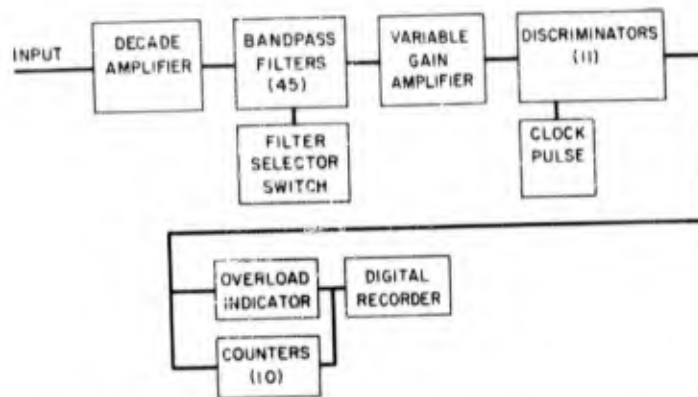 INPUT
DECADE
AMPLIFIER
BANDPASS
FILTERS
(45)
VARIABLE
GAIN
AMPLIFIER
DISCRIMINATORS
(11)
FILTER
SELECTOR
SWITCH
CLOCK
PULSE
OVERLOAD
INDICATOR
DIGITAL
RECORDER
COUNTERS
(10)